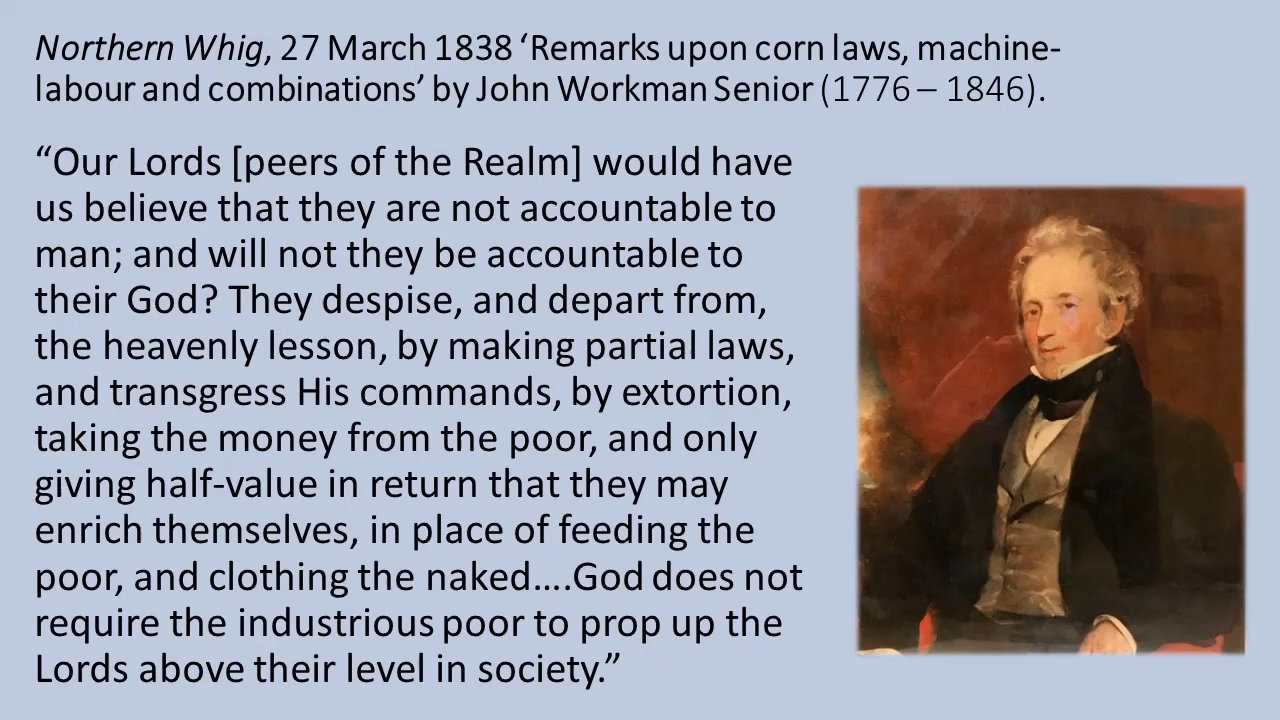 Northern Whig, 27 March 1838 ‘Remarks upon corn laws, machine-
labour and combinations’ by John Workman Senior (1776 – 1846).
“Our Lords [peers of the Realm] would have
us believe that they are not accountable to
man; and will not they be accountable to
their God? They despise, and depart from,
the heavenly lesson, by making partial laws,
and transgress His commands, by extortion,
taking the money from the poor, and only
giving half-value in return that they may
enrich themselves, in place of feeding the
poor, and clothing the naked....God does not
require the industrious poor to prop up the
Lords above their level in society.”